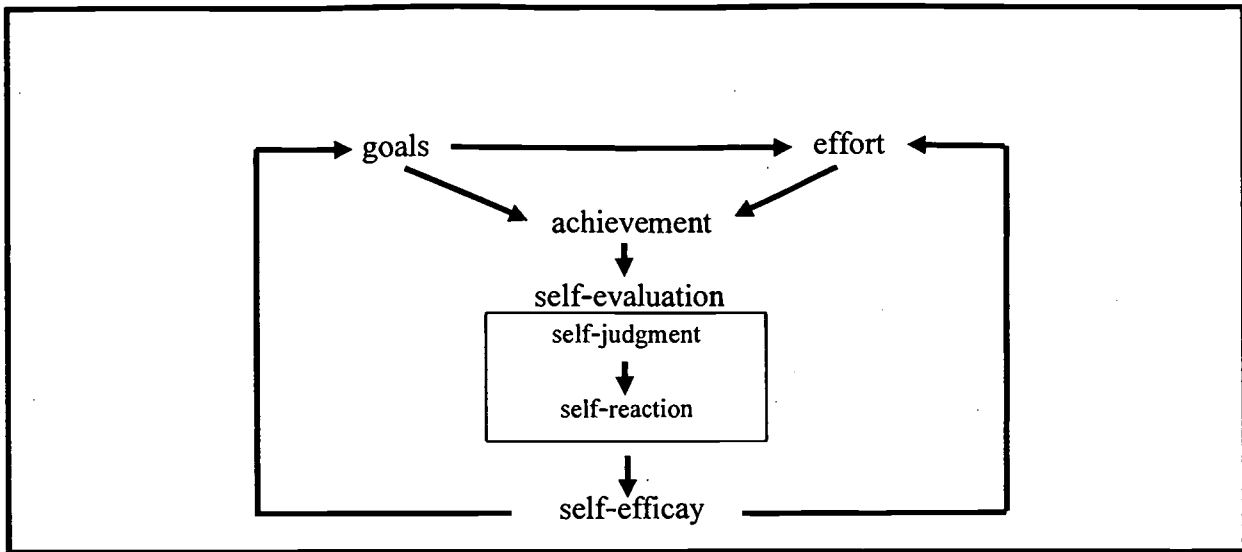 goals effort
achievement
self-evaluation
self-judgment
self-reaction
self-efficay